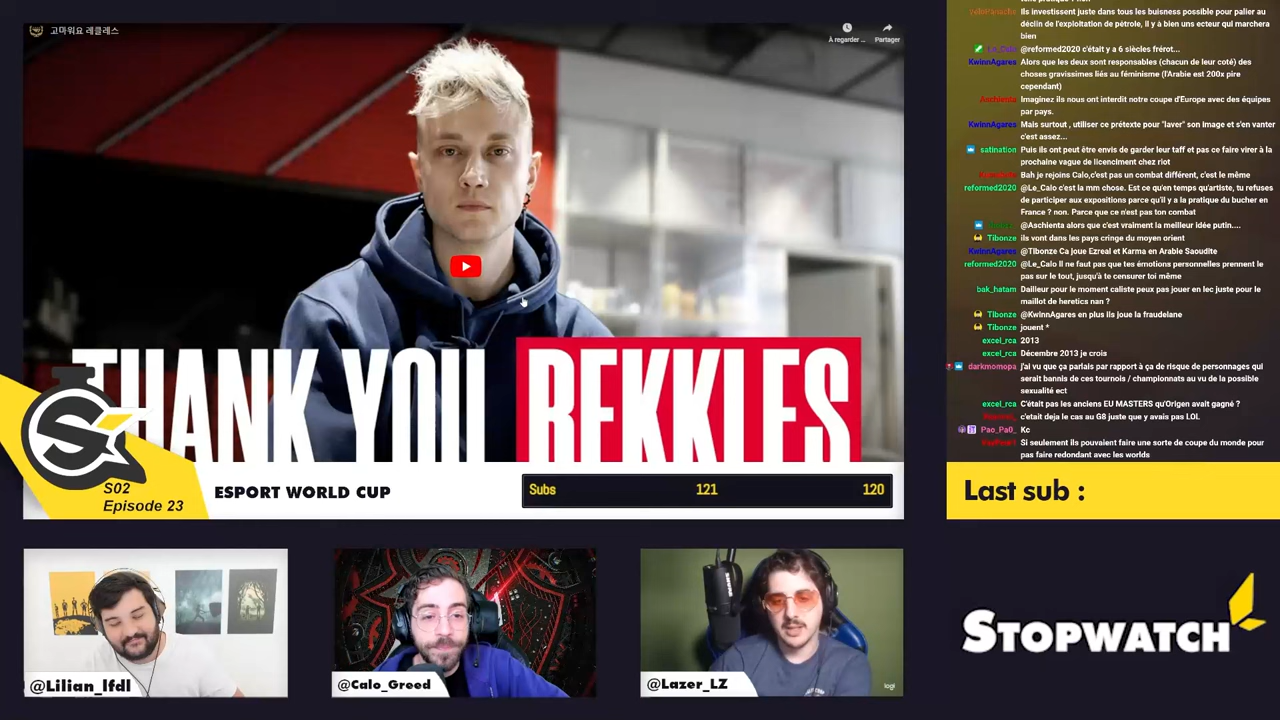 고마워요 레클레스
À regarder ...
Partager
THANK YOU REKKLES
S
S02
Episode 23
ESPORT WORLD CUP
Subs 121 120
Ils investissent juste dans tous les buisness possible pour palier au
déclin de l'exploitation de pétrole, il y à bien uns ecteur qui marchera
bien
@reformed2020 c'était y a 6 siècles frérot...
KwinnAgares Alors que les deux sont responsables (chacun de leur coté) des
choses gravissimes liés au féminisme (l'Arabie est 200x pire
cependant)
Aschienta Imaginez ils nous ont interdit notre coupe d'Europe avec des équipes
par pays.
KwinnAgares Mais surtout , utiliser ce prétexte pour "laver" son image et s'en vanter
c'est assez...
satination Puis ils ont peut être envis de garder leur taff et pas ce faire virer à la
prochaine vague de licenciment chez riot
Bah je rejoins Calo,c'est pas un combat différent, c'est le même
reformed2020 @Le_Calo c'est la mm chose. Est ce qu'en temps qu'artiste, tu refuses
de participer aux expositions parce qu'il y a la pratique du bucher en
France ? non. Parce que ce n'est pas ton combat
@Aschienta alors que c'est vraiment la meilleur idée putin....
Tibonze ils vont dans les pays cringe du moyen orient
KwinnAgares @Tibonze Ca joue Ezreal et Karma en Arable Saoudite
reformed2020 @Le_Calo Il ne faut pas que tes émotions personnelles prennent le
pas sur le tout, jusqu'à te censurer toi même
bak_hatam Dailleur pour le moment caliste peux pas jouer en lec juste pour le
maillot de heretics nan ?
Tibonze @KwinnAgares en plus ils joue la fraudelane
Tibonze jouent *
excel_rca 2013
excel_rca Décembre 2013 je crois
darkmomopa J'ai vu que ça parlais par rapport à ça de risque de personnages qui
serait bannis de ces tournois / championnats au vu de la possible
sexualité ect
excel_rca C'était pas les anciens EU MASTERS qu'Origen avait gagné ?
c'etait deja le cas au G8 juste que y avais pas LOL
Pao_Pa0_ Kc
Si seulement ils pouvaient faire une sorte de coupe du monde pour
pas faire redondant avec les worlds
Last sub :
@Lilian_lfdl
@Calo_Greed
SHURE
@Lazer_LZ
logi
STOPWATCH